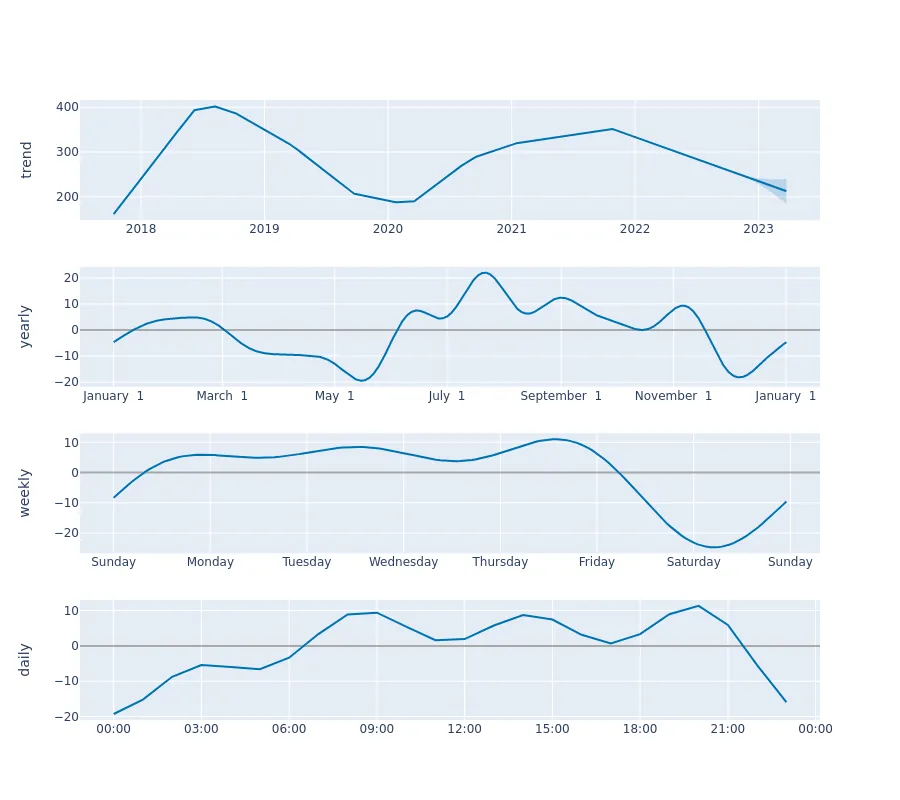 trend
400
300
200
2018 2019 2020 2021 2022 2023
yearly
20
10
0
−10
−20
January 1 March 1 May 1 July 1 September 1 November 1 January 1
weekly
10
0
−10
−20
Sunday Monday Tuesday Wednesday Thursday Friday Saturday Sunday
daily
10
0
−10
−20
00:00 03:00 06:00 09:00 12:00 15:00 18:00 21:00 00:00